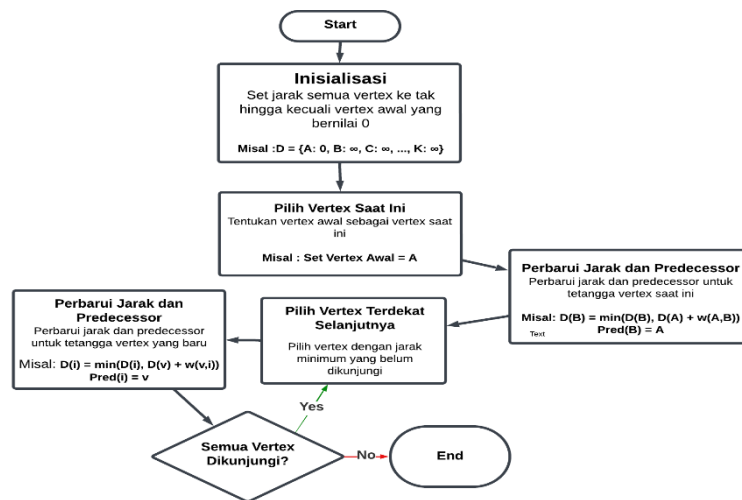 Start
Inisialisasi
Set jarak semua vertex ke tak
hingga kecuali vertex awal yang
bernilai 0
Misal :D = {A: 0, B: ∞, C: ∞, ..., K: ∞}
Pilih Vertex Saat Ini
Tentukan vertex awal sebagai vertex saat
ini
Misal : Set Vertex Awal = A
Perbarui Jarak dan Predecessor
Perbarui jarak dan predecessor untuk
tetangga vertex saat ini
Misal: D(B) = min(D(B), D(A) + w(A,B))
Text
Pred(B) = A
Pilih Vertex Terdekat
Selanjutnya
Pilih vertex dengan jarak
minimum yang belum
dikunjungi
Perbarui Jarak dan
Predecessor
Perbarui jarak dan predecessor
untuk tetangga vertex yang baru
Misal: D(i) = min(D(i), D(v) + w(v,i))
Pred(i) = v
Yes
Semua Vertex
Dikunjungi?
No
End